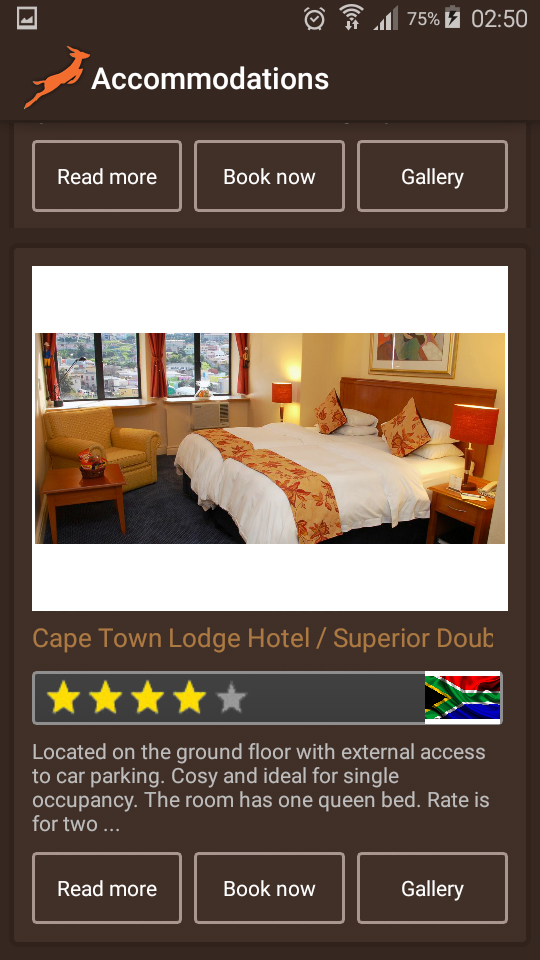 75% 02:50
Accommodations
Read more Book now Gallery
Cape Town Lodge Hotel / Superior Doub
Located on the ground floor with external access
to car parking. Cosy and ideal for single
occupancy. The room has one queen bed. Rate is
for two ...
Read more Book now Gallery